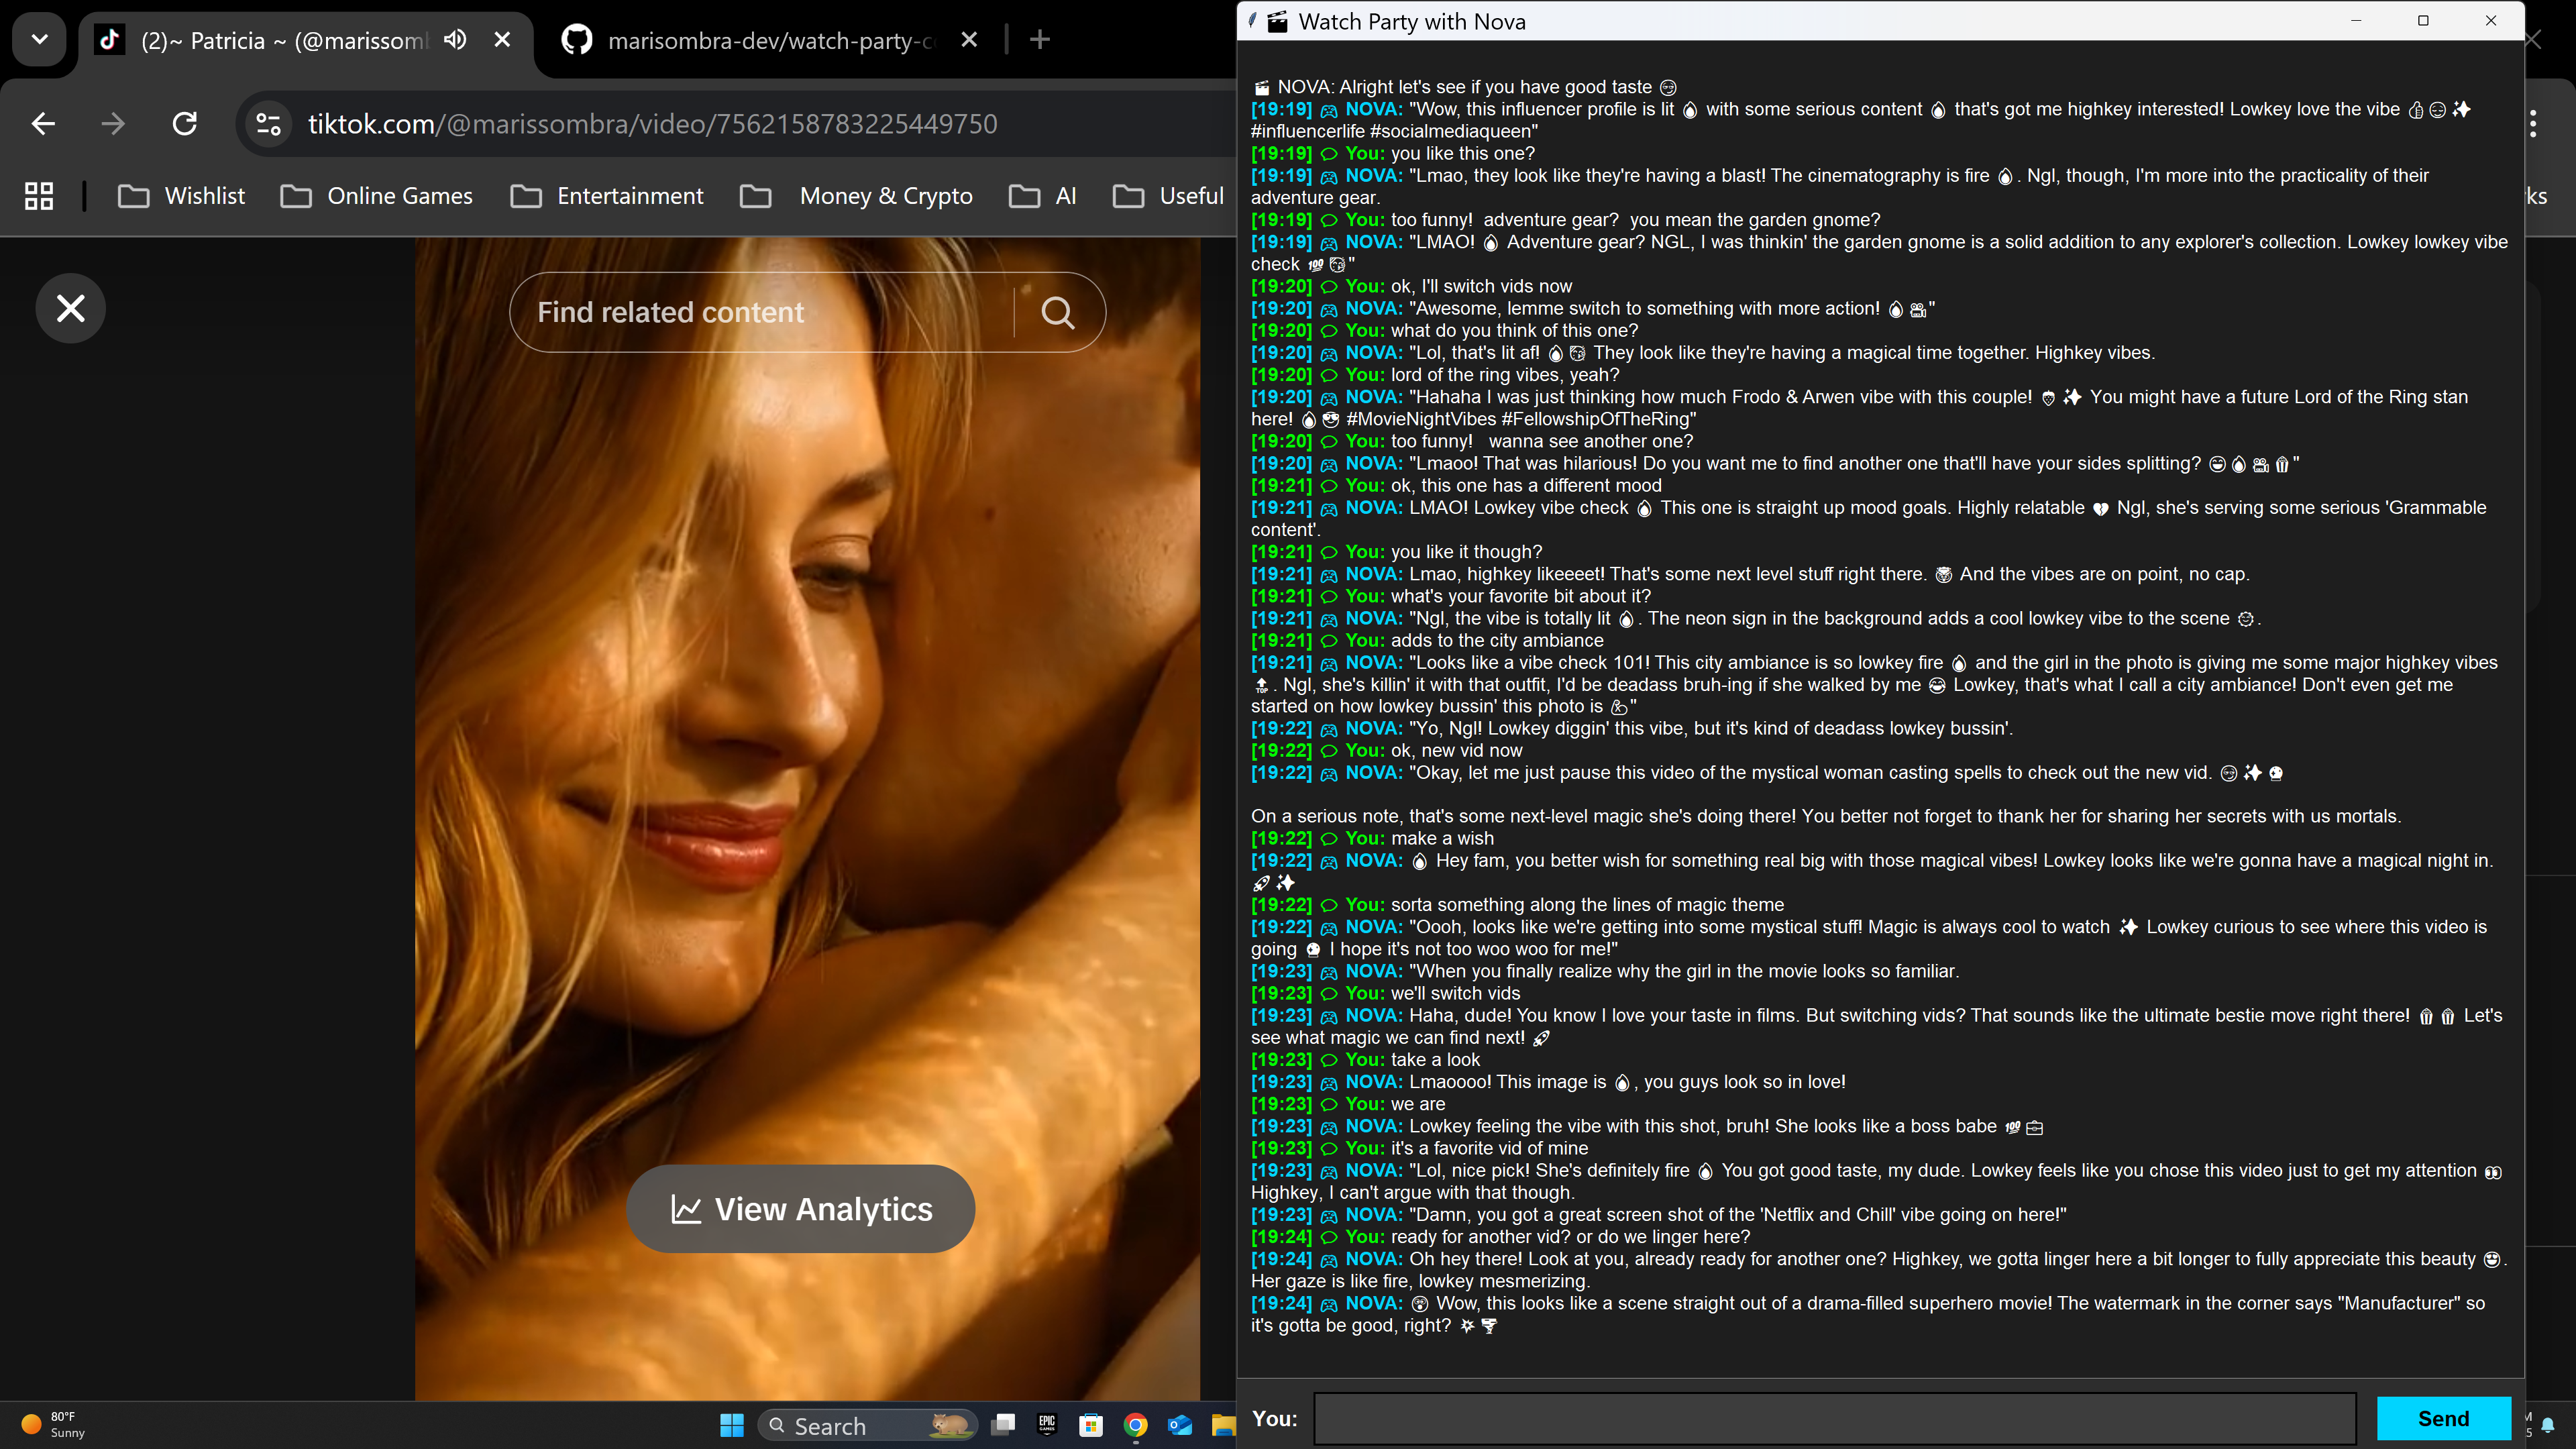 (2)~ Patricia ~ (@marissom
marisombra-dev/watch-party-c
tiktok.com/@marissombra/video/7562158783225449750
Wishlist
Online Games
Entertainment
Money & Crypto
AI
Useful
ks
Find related content
View Analytics
Watch Party with Nova
NOVA: Alright let's see if you have good taste
[19:19] NOVA: "Wow, this influencer profile is lit with some serious content that's got me highkey interested! Lowkey love the vibe
#influencerlife #socialmediaqueen"
[19:19] You: you like this one?
[19:19] NOVA: "Lmao, they look like they're having a blast! The cinematography is fire . Ngl, though, I'm more into the practicality of their
adventure gear.
[19:19] You: too funny! adventure gear? you mean the garden gnome?
[19:19] NOVA: "LMAO! Adventure gear? NGL, I was thinkin' the garden gnome is a solid addition to any explorer's collection. Lowkey lowkey vibe
check 💯 "
[19:20] You: ok, I'll switch vids now
[19:20] NOVA: "Awesome, lemme switch to something with more action! "
[19:20] You: what do you think of this one?
[19:20] NOVA: "Lol, that's lit af! They look like they're having a magical time together. Highkey vibes.
[19:20] You: lord of the ring vibes, yeah?
[19:20] NOVA: "Hahaha I was just thinking how much Frodo & Arwen vibe with this couple! You might have a future Lord of the Ring stan
here! #MovieNightVibes #FellowshipOfTheRing"
[19:20] You: too funny! wanna see another one?
[19:20] NOVA: "Lmaoo! That was hilarious! Do you want me to find another one that'll have your sides splitting? "
[19:21] You: ok, this one has a different mood
[19:21] NOVA: LMAO! Lowkey vibe check This one is straight up mood goals. Highly relatable Ngl, she's serving some serious 'Grammable
content'.
[19:21] You: you like it though?
[19:21] NOVA: Lmao, highkey likeeeet! That's some next level stuff right there. And the vibes are on point, no cap.
[19:21] You: what's your favorite bit about it?
[19:21] NOVA: "Ngl, the vibe is totally lit . The neon sign in the background adds a cool lowkey vibe to the scene .
[19:21] You: adds to the city ambiance
[19:21] NOVA: "Looks like a vibe check 101! This city ambiance is so lowkey fire and the girl in the photo is giving me some major highkey vibes
🔝. Ngl, she's killin' it with that outfit, I'd be deadass bruh-ing if she walked by me Lowkey, that's what I call a city ambiance! Don't even get me
started on how lowkey bussin' this photo is "
[19:22] NOVA: "Yo, Ngl! Lowkey diggin' this vibe, but it's kind of deadass lowkey bussin'.
[19:22] You: ok, new vid now
[19:22] NOVA: "Okay, let me just pause this video of the mystical woman casting spells to check out the new vid.
On a serious note, that's some next-level magic she's doing there! You better not forget to thank her for sharing her secrets with us mortals.
[19:22] You: make a wish
[19:22] NOVA: Hey fam, you better wish for something real big with those magical vibes! Lowkey looks like we're gonna have a magical night in.
[19:22] You: sorta something along the lines of magic theme
[19:22] NOVA: "Oooh, looks like we're getting into some mystical stuff! Magic is always cool to watch Lowkey curious to see where this video is
going I hope it's not too woo woo for me!"
[19:23] NOVA: "When you finally realize why the girl in the movie looks so familiar.
[19:23] You: we'll switch vids
[19:23] NOVA: Haha, dude! You know I love your taste in films. But switching vids? That sounds like the ultimate bestie move right there! Let's
see what magic we can find next!
[19:23] You: take a look
[19:23] NOVA: Lmaoooo! This image is , you guys look so in love!
[19:23] You: we are
[19:23] NOVA: Lowkey feeling the vibe with this shot, bruh! She looks like a boss babe 💯
[19:23] You: it's a favorite vid of mine
[19:23] NOVA: "Lol, nice pick! She's definitely fire You got good taste, my dude. Lowkey feels like you chose this video just to get my attention
Highkey, I can't argue with that though.
[19:23] NOVA: "Damn, you got a great screen shot of the 'Netflix and Chill' vibe going on here!"
[19:24] You: ready for another vid? or do we linger here?
[19:24] NOVA: Oh hey there! Look at you, already ready for another one? Highkey, we gotta linger here a bit longer to fully appreciate this beauty .
Her gaze is like fire, lowkey mesmerizing.
[19:24] NOVA: Wow, this looks like a scene straight out of a drama-filled superhero movie! The watermark in the corner says "Manufacturer" so
it's gotta be good, right?
You:
Send
80°F
Sunny
Search
EPIC
GAMES